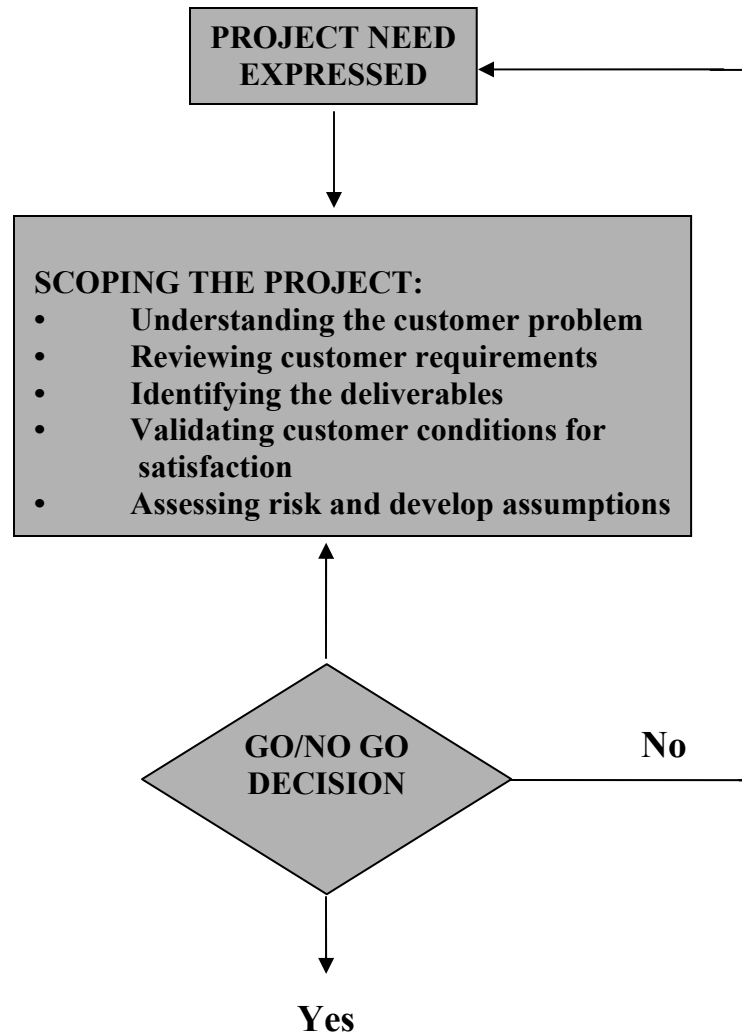 PROJECT NEED
EXPRESSED
SCOPING THE PROJECT:
• Understanding the customer problem
• Reviewing customer requirements
• Identifying the deliverables
• Validating customer conditions for
satisfaction
• Assessing risk and develop assumptions
GO/NO GO
DECISION
No
Yes